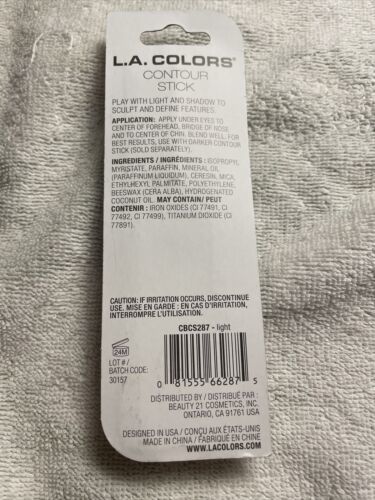 L.A. COLORS®
CONTOUR
STICK
PLAY WITH LIGHT AND SHADOW TO
SCULPT AND DEFINE FEATURES.
APPLICATION: APPLY UNDER EYES TO
CENTER OF FOREHEAD, BRIDGE OF NOSE
AND TO CENTER OF CHIN. BLEND WELL. FOR
BEST RESULTS, USE WITH DARKER CONTOUR
STICK (SOLD SEPARATELY).
INGREDIENTS / INGRÉDIENTS : ISOPROPYL
MYRISTATE, PARAFFIN, MINERAL OIL
(PARAFFINUM LIQUIDUM), CERESIN, MICA,
ETHYLHEXYL PALMITATE, POLYETHYLENE,
BEESWAX (CERA ALBA), HYDROGENATED
COCONUT OIL. MAY CONTAIN/ PEUT
CONTENIR : IRON OXIDES (CI 77491, CI
77492, CI 77499), TITANIUM DIOXIDE (CI
77891).
CAUTION: IF IRRITATION OCCURS, DISCONTINUE
USE. MISE EN GARDE : EN CAS D'IRRITATION,
INTERROMPRE L'UTILISATION.
CBCS287 - light
24M
LOT # /
BATCH CODE:
30157
0 81555 66287 5
DISTRIBUTED BY / DISTRIBUÉ PAR :
BEAUTY 21 COSMETICS, INC.
ONTARIO, CA 91761 USA
DESIGNED IN USA / CONÇU AUX ÉTATS-UNIS
MADE IN CHINA / FABRIQUÉ EN CHINE
WWW.LACOLORS.COM